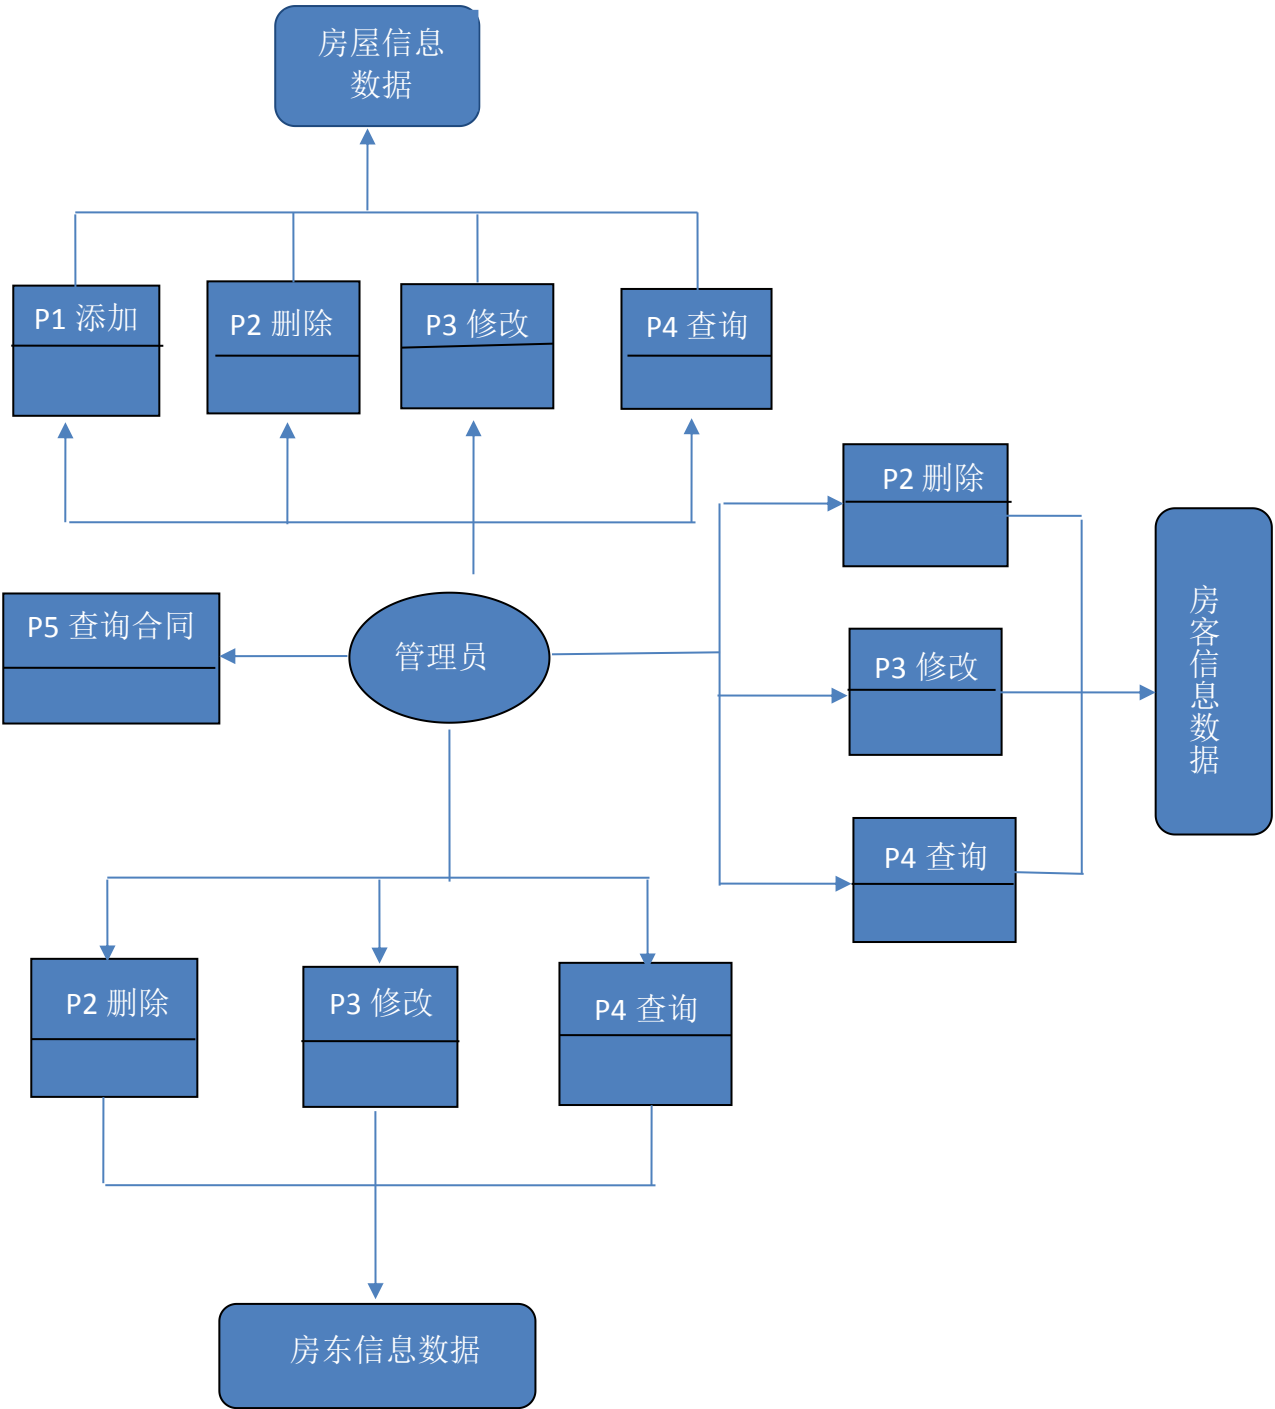 房屋信息
数据
P1 添加
P2 删除
P3 修改
P4 查询
P2 删除
P5 查询合同
管理员
P3 修改
房客信息数据
P4 查询
P2 删除
P3 修改
P4 查询
房东信息数据